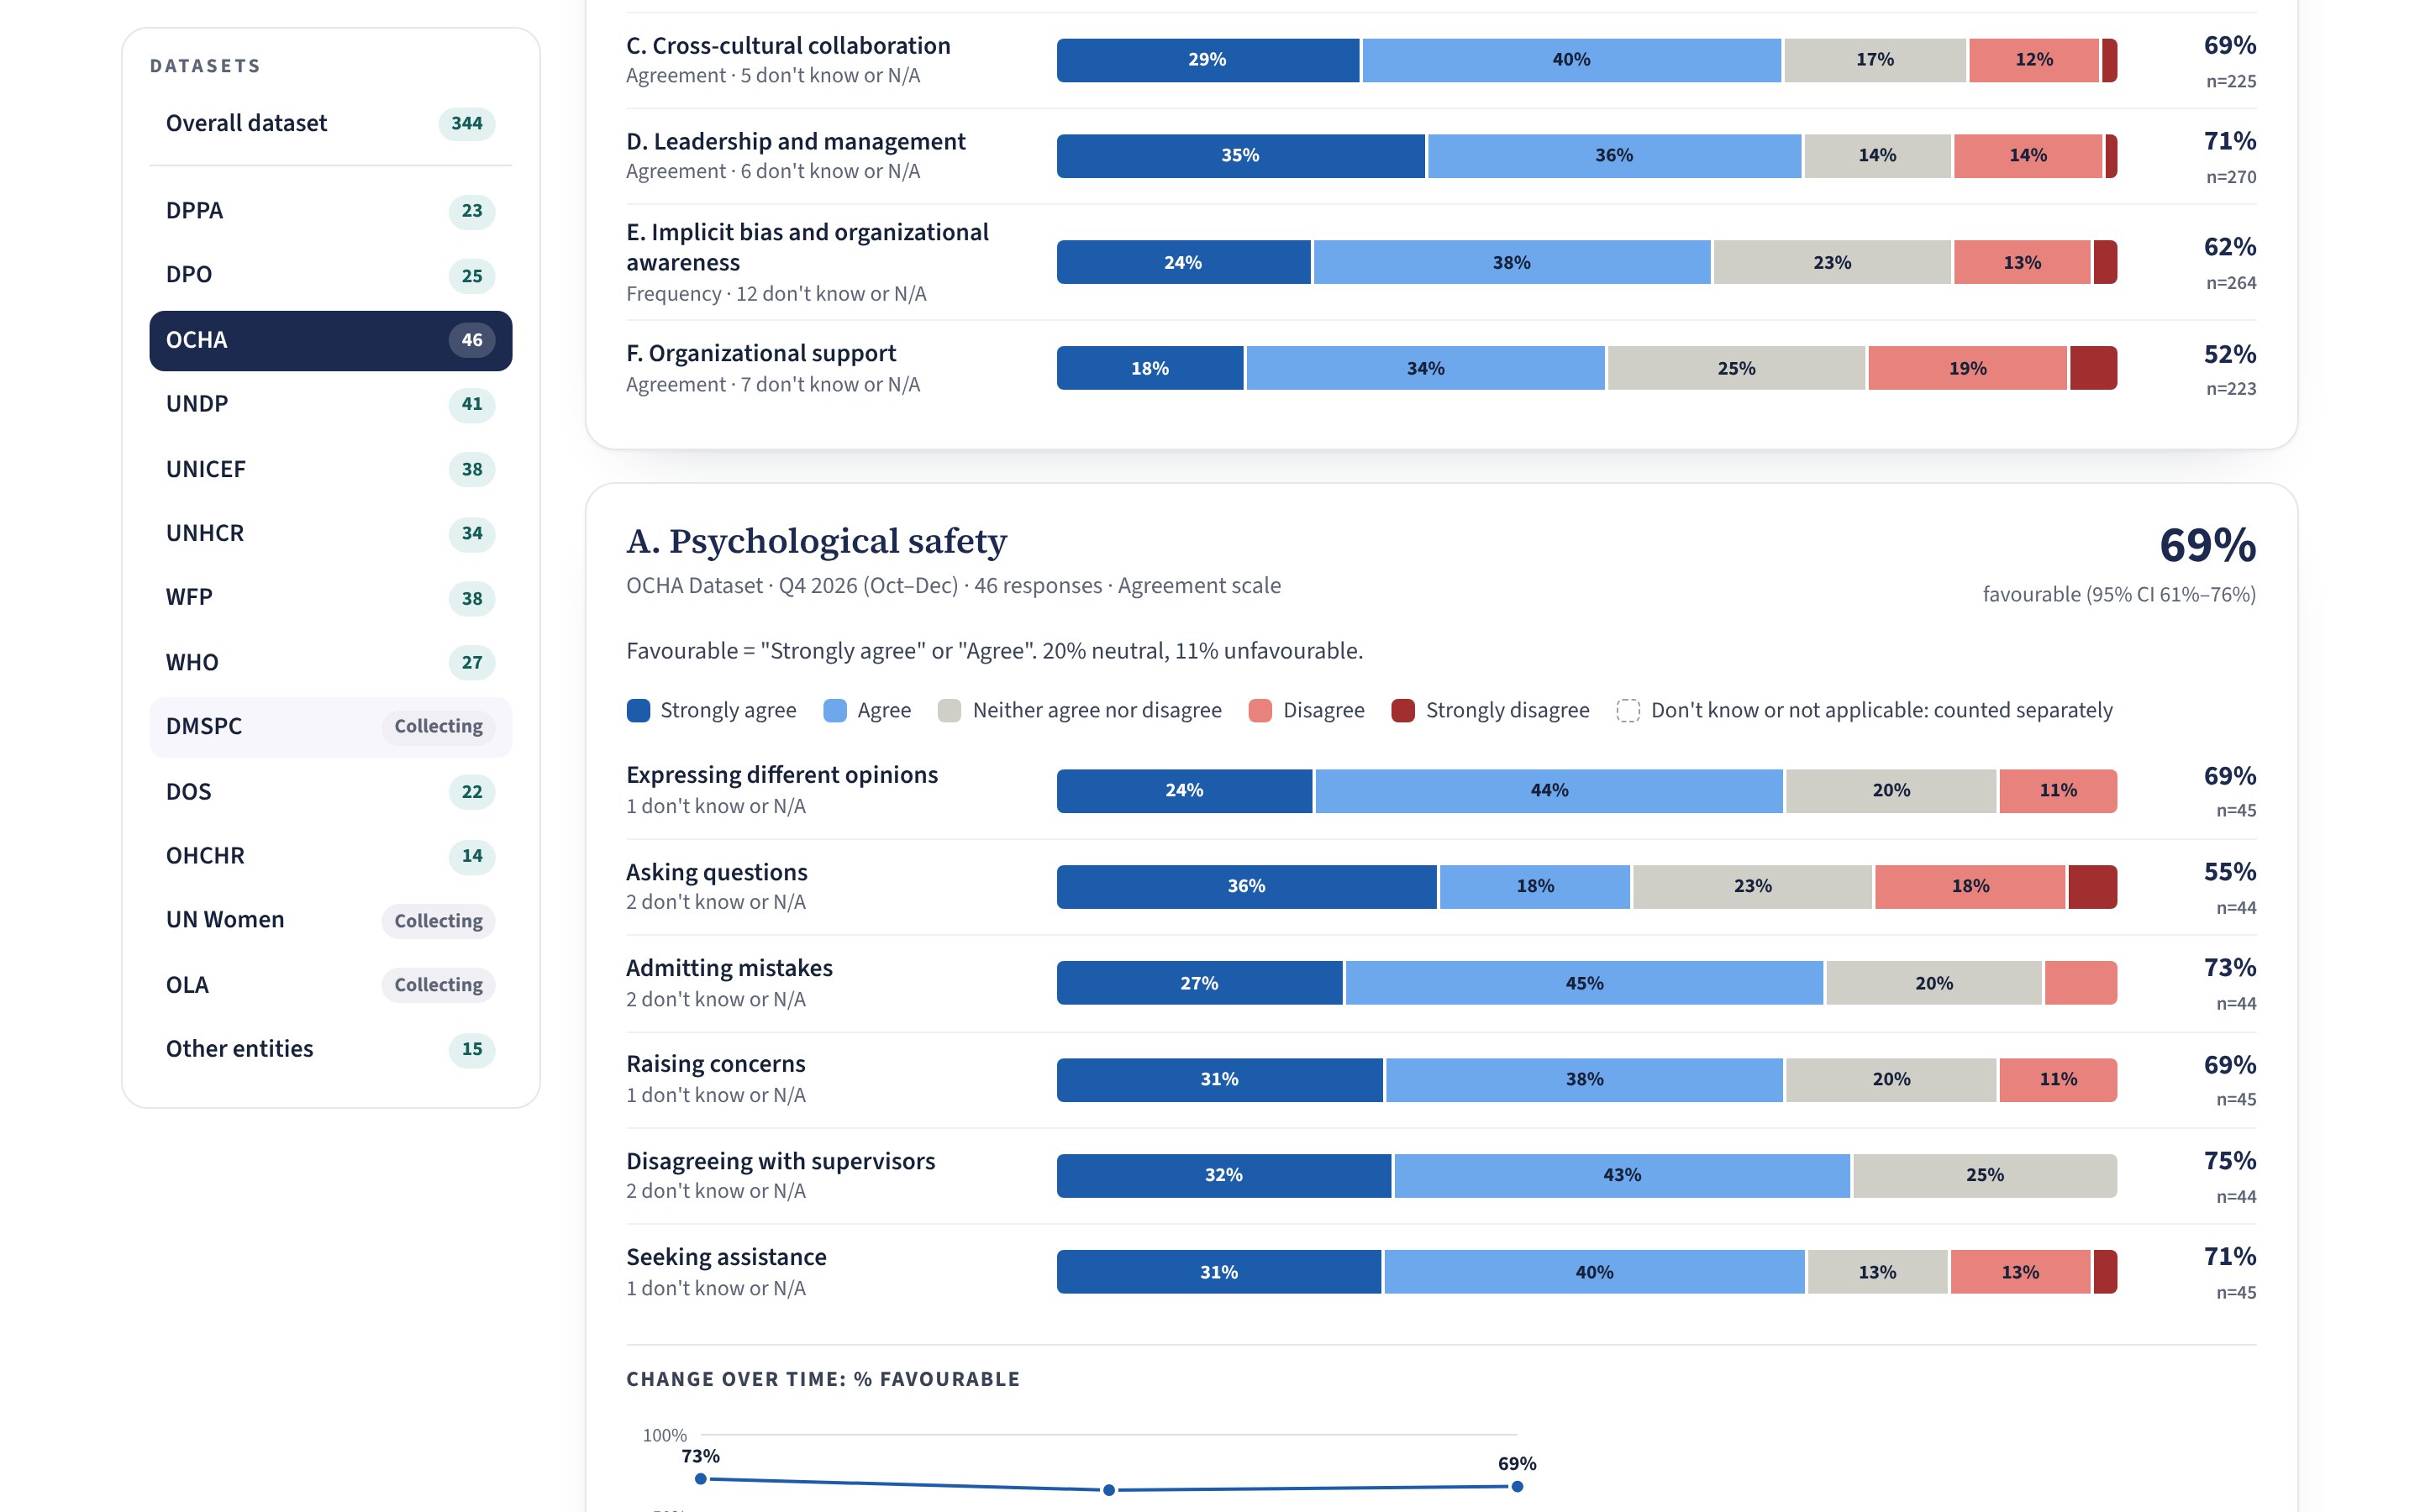 DATASETS
Overall dataset 344
DPPA 23
DPO 25
OCHA 46
UNDP 41
UNICEF 38
UNHCR 34
WFP 38
WHO 27
DMSPC Collecting
DOS 22
OHCHR 14
UN Women Collecting
OLA Collecting
Other entities 15
C. Cross-cultural collaboration
Agreement · 5 don't know or N/A
29% 40% 17% 12%
69%
n=225
D. Leadership and management
Agreement · 6 don't know or N/A
35% 36% 14% 14%
71%
n=270
E. Implicit bias and organizational
awareness
Frequency · 12 don't know or N/A
24% 38% 23% 13%
62%
n=264
F. Organizational support
Agreement · 7 don't know or N/A
18% 34% 25% 19%
52%
n=223
A. Psychological safety
OCHA Dataset · Q4 2026 (Oct–Dec) · 46 responses · Agreement scale
69%
favourable (95% CI 61%–76%)
Favourable = "Strongly agree" or "Agree". 20% neutral, 11% unfavourable.
Strongly agree Agree Neither agree nor disagree Disagree Strongly disagree Don't know or not applicable: counted separately
Expressing different opinions
1 don't know or N/A
24% 44% 20% 11%
69%
n=45
Asking questions
2 don't know or N/A
36% 18% 23% 18%
55%
n=44
Admitting mistakes
2 don't know or N/A
27% 45% 20%
73%
n=44
Raising concerns
1 don't know or N/A
31% 38% 20% 11%
69%
n=45
Disagreeing with supervisors
2 don't know or N/A
32% 43% 25%
75%
n=44
Seeking assistance
1 don't know or N/A
31% 40% 13% 13%
71%
n=45
CHANGE OVER TIME: % FAVOURABLE
100%
73%
69%